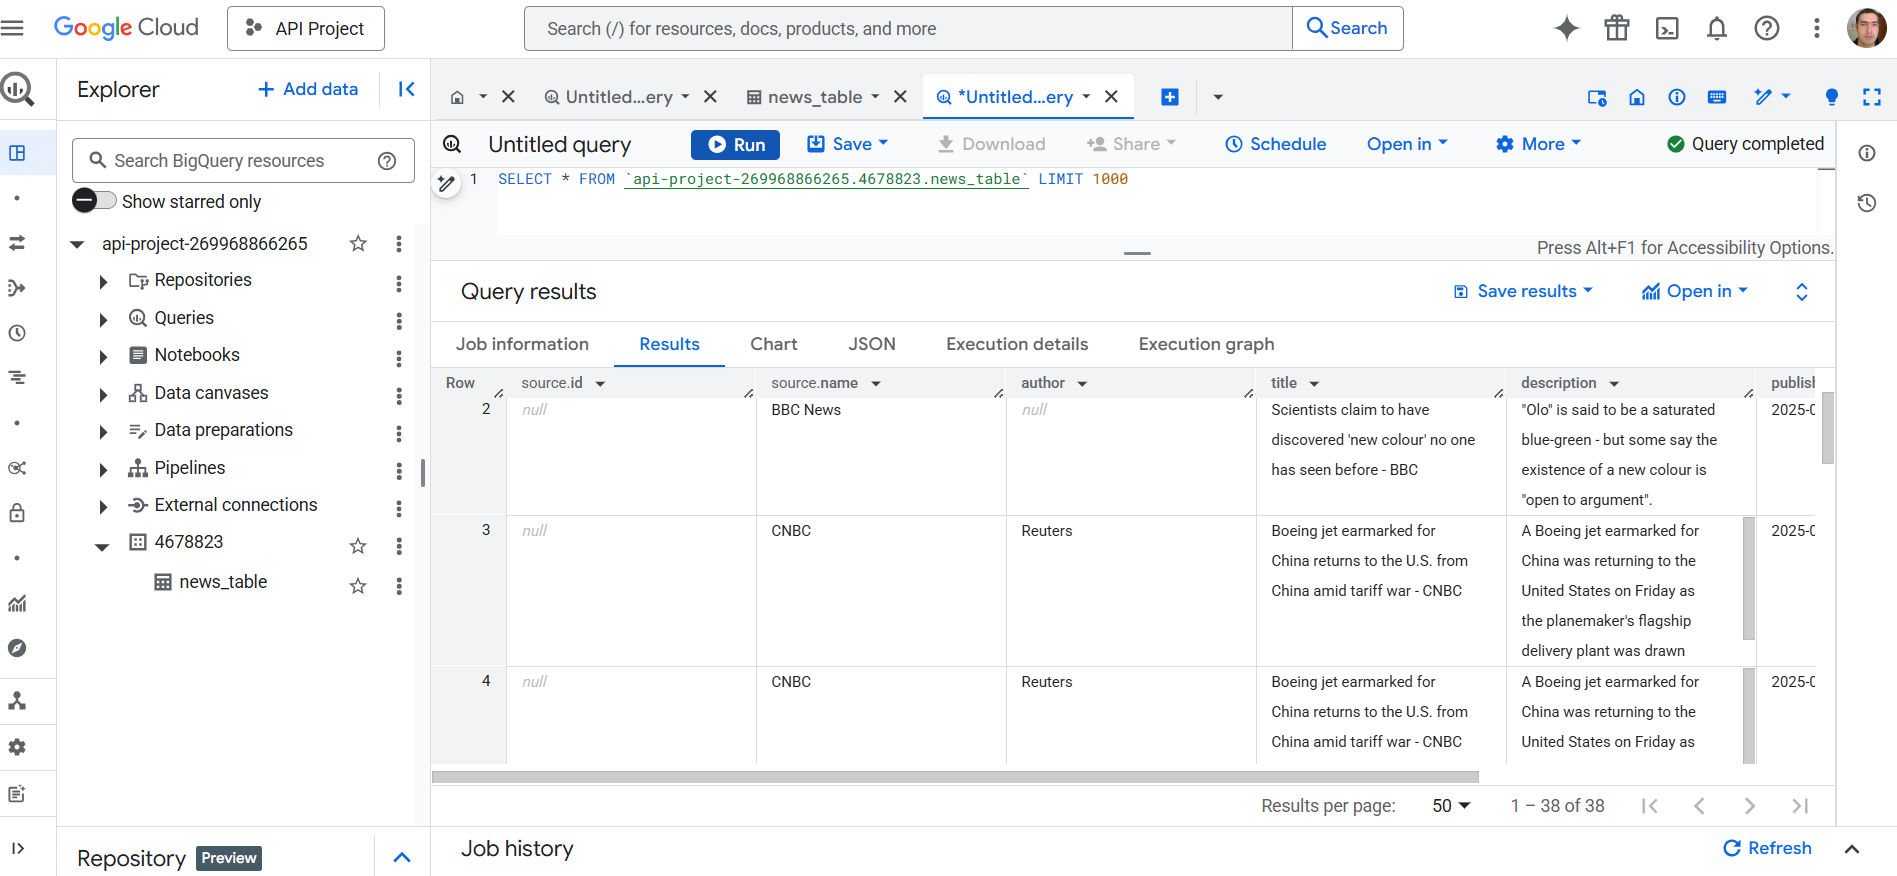 Google Cloud
API Project
Search (/) for resources, docs, products, and more
Search
Explorer
Add data
Untitled...ery
news_table
*Untitled...ery
Search BigQuery resources
Show starred only
api-project-269968866265
Repositories
Queries
Notebooks
Data canvases
Data preparations
Pipelines
External connections
4678823
news_table
Repository
Preview
Untitled query
Run
Save
Download
Share
Schedule
Open in
More
Query completed
1 SELECT * FROM `api-project-269968866265.4678823.news_table` LIMIT 1000
Press Alt+F1 for Accessibility Options.
Query results
Save results
Open in
Job information
Results
Chart
JSON
Execution details
Execution graph
Row
source.id
source.name
author
title
description
publish
2
null
BBC News
null
Scientists claim to have
discovered 'new colour' no one
has seen before - BBC
"Olo" is said to be a saturated
blue-green - but some say the
existence of a new colour is
"open to argument".
2025-0
3
null
CNBC
Reuters
Boeing jet earmarked for
China returns to the U.S. from
China amid tariff war - CNBC
A Boeing jet earmarked for
China was returning to the
United States on Friday as
the planemaker's flagship
delivery plant was drawn
2025-0
4
null
CNBC
Reuters
Boeing jet earmarked for
China returns to the U.S. from
China amid tariff war - CNBC
A Boeing jet earmarked for
China was returning to the
United States on Friday as
2025-0
Results per page:
50
1 – 38 of 38
Job history
Refresh